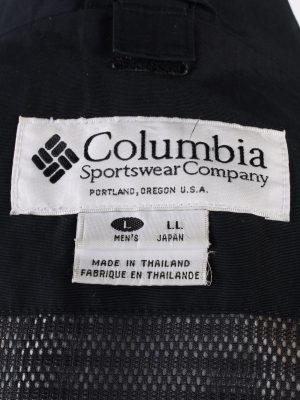 Columbia
Sportswear Company
PORTLAND, OREGON U.S.A.
L LL
MEN'S JAPAN
MADE IN THAILAND
FABRIQUE EN THAILANDE